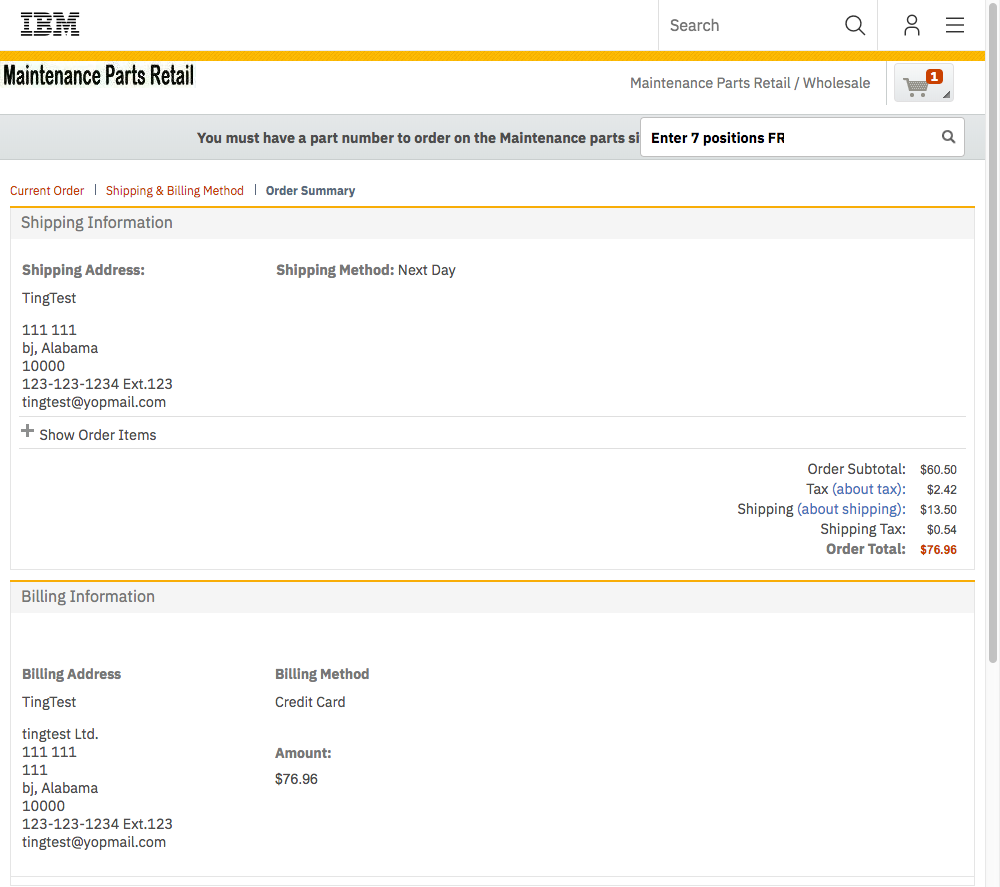 IBM
Search
Maintenance Parts Retail
Maintenance Parts Retail / Wholesale
1
You must have a part number to order on the Maintenance parts si
Enter 7 positions FR
Current Order | Shipping & Billing Method | Order Summary
Shipping Information
Shipping Address:
TingTest
111 111
bj, Alabama
10000
123-123-1234 Ext.123
tingtest@yopmail.com
Shipping Method: Next Day
Show Order Items
Order Subtotal: $60.50
Tax (about tax): $2.42
Shipping (about shipping): $13.50
Shipping Tax: $0.54
Order Total: $76.96
Billing Information
Billing Address
TingTest
tingtest Ltd.
111 111
111
bj, Alabama
10000
123-123-1234 Ext.123
tingtest@yopmail.com
Billing Method
Credit Card
Amount:
$76.96